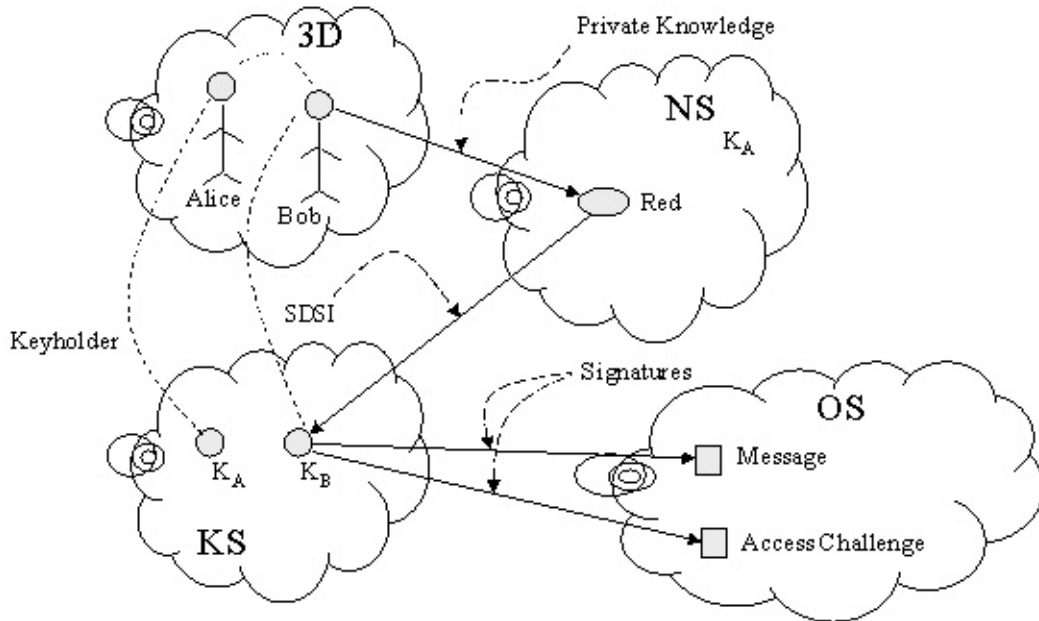 Private Knowledge
3D
NS
K_A
Alice
Bob
Red
SDSI
Keyholder
Signatures
OS
K_A
K_B
Message
KS
Access Challenge